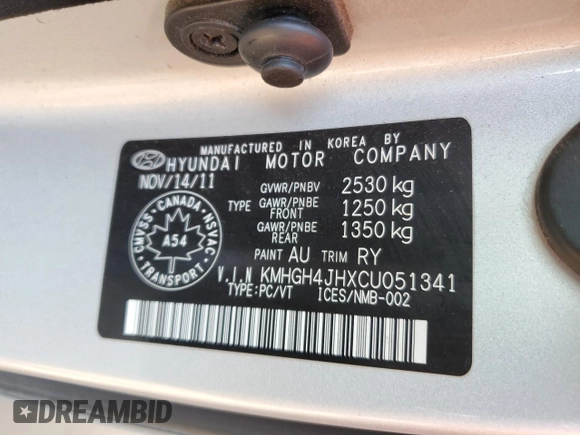 MANUFACTURED IN KOREA BY
HYUNDAI MOTOR COMPANY
NOV/14/11
GVWR/PNBV 2530 kg
TYPE GAWR/PNBE FRONT 1250 kg
GAWR/PNBE REAR 1350 kg
PAINT AU TRIM RY
V.I.N KMHGH4JHXCU051341
TYPE:PC/VT ICES/NMB-002
CANADA
CMVSS
NSVAC
A54
TRANSPORT
DREAMBID